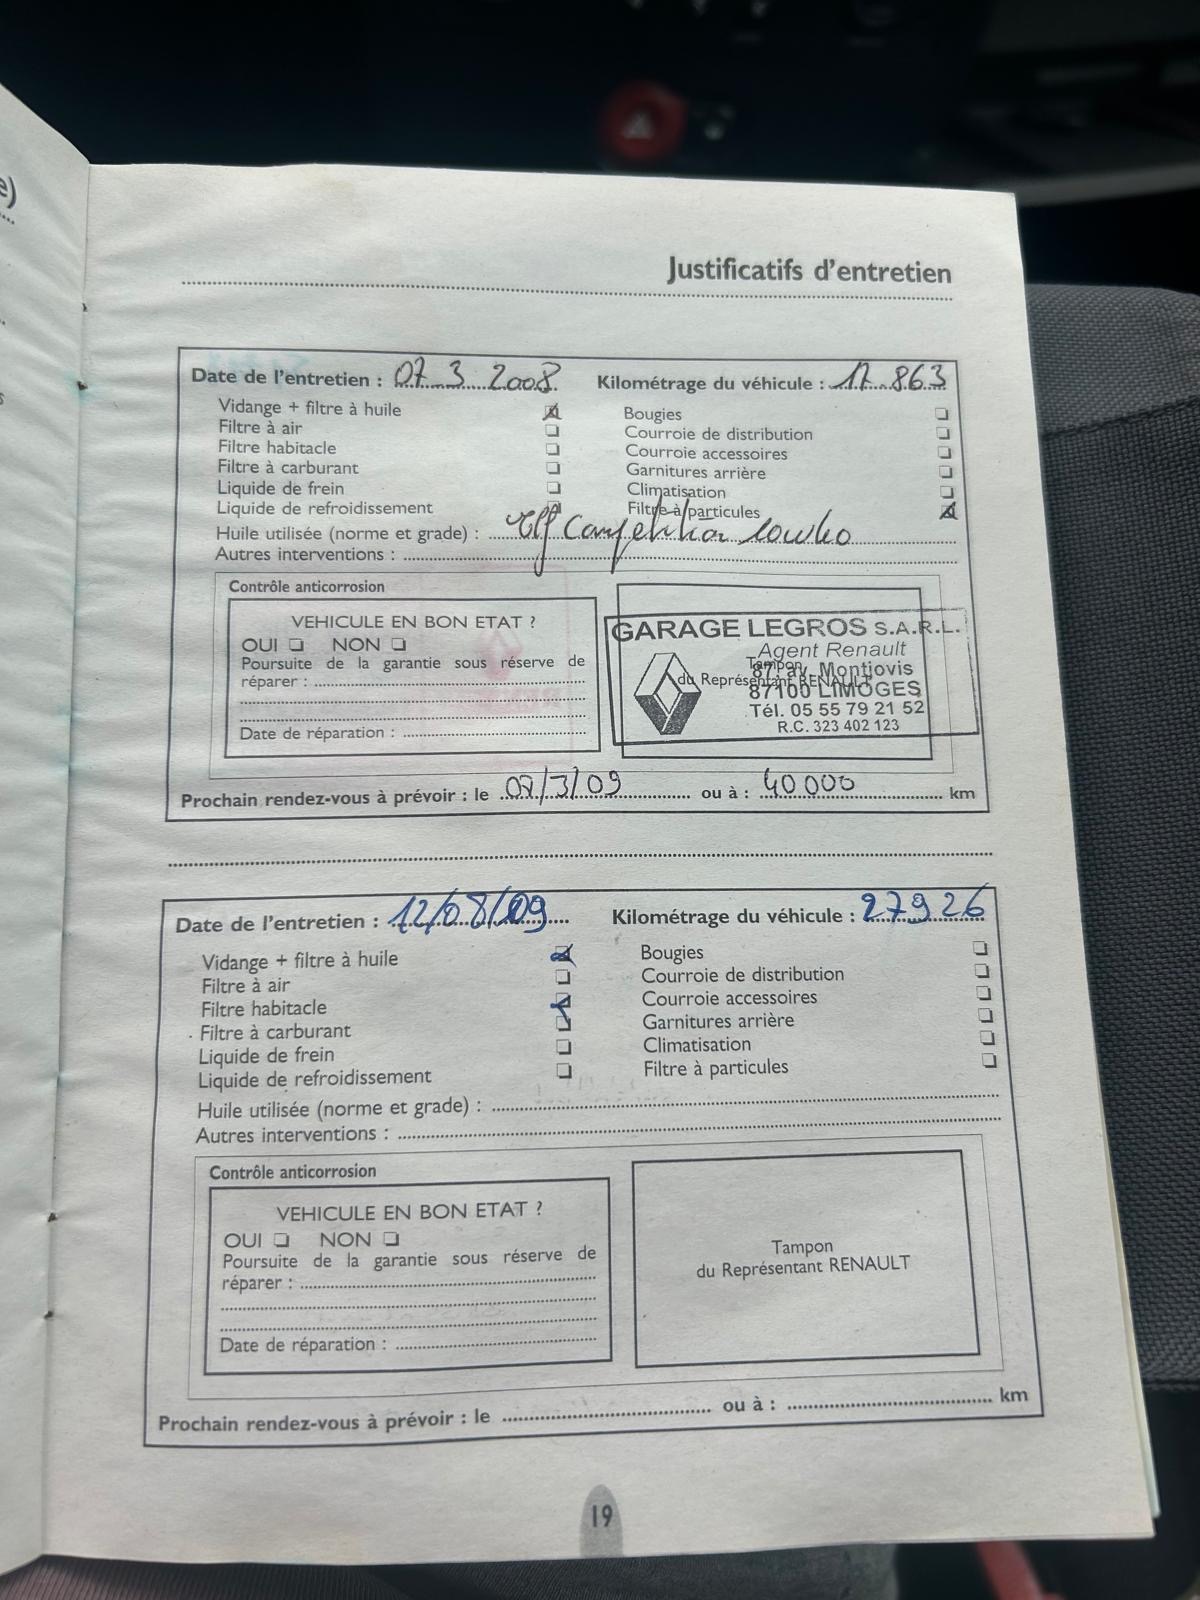 e)
Justificatifs d'entretien
Date de l'entretien : 07 3 2008 Kilométrage du véhicule : 17.863
Vidange + filtre à huile Bougies
Filtre à air Courroie de distribution
Filtre habitacle Courroie accessoires
Filtre à carburant Garnitures arrière
Liquide de frein Climatisation
Liquide de refroidissement Filtre à particules
Huile utilisée (norme et grade) : Elf Competition 10w40
Autres interventions :
Contrôle anticorrosion
VEHICULE EN BON ETAT ?
OUI NON
Poursuite de la garantie sous réserve de
réparer :
Date de réparation :
Tampon
du Représentant RENAULT
GARAGE LEGROS S.A.R.L.
Agent Renault
87, av. Montjovis
87100 LIMOGES
Tél. 05 55 79 21 52
R.C. 323 402 123
Prochain rendez-vous à prévoir : le 07/3/09 ou à : 40 000 km
Date de l'entretien : 12/08/09 Kilométrage du véhicule : 27926
Vidange + filtre à huile Bougies
Filtre à air Courroie de distribution
Filtre habitacle Courroie accessoires
Filtre à carburant Garnitures arrière
Liquide de frein Climatisation
Liquide de refroidissement Filtre à particules
Huile utilisée (norme et grade) :
Autres interventions :
Contrôle anticorrosion
VEHICULE EN BON ETAT ?
OUI NON
Poursuite de la garantie sous réserve de
réparer :
Date de réparation :
Tampon
du Représentant RENAULT
Prochain rendez-vous à prévoir : le ou à : km
19